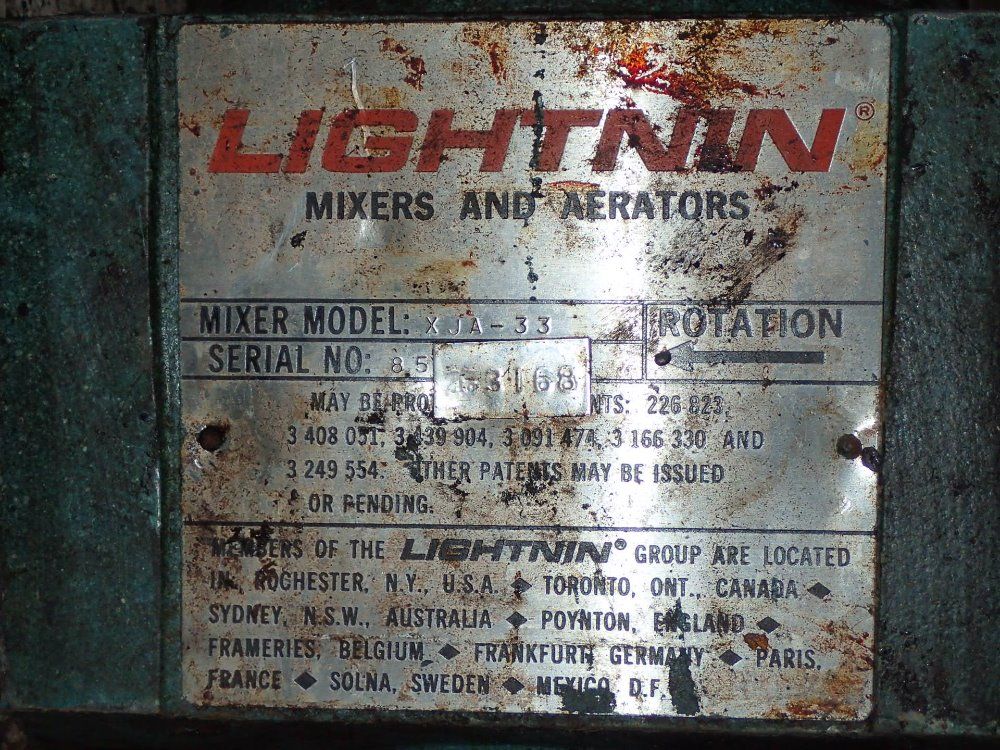 LIGHTNIN®
MIXERS AND AERATORS
MIXER MODEL: XJA-33
ROTATION
SERIAL NO: 85
MAY BE 226 823,
3 408 051, 3 439 904, 3 091 474, 3 166 330 AND
3 249 554. OTHER PATENTS MAY BE ISSUED
OR PENDING.
MEMBERS OF THE LIGHTNIN® GROUP ARE LOCATED
IN ROCHESTER, N.Y., U.S.A. ◆ TORONTO, ONT., CANADA ◆
SYDNEY, N.S.W., AUSTRALIA ◆ POYNTON, ENGLAND ◆
FRAMERIES, BELGIUM ◆ FRANKFURT, GERMANY ◆ PARIS,
FRANCE ◆ SOLNA, SWEDEN ◆ MEXICO, D.F.